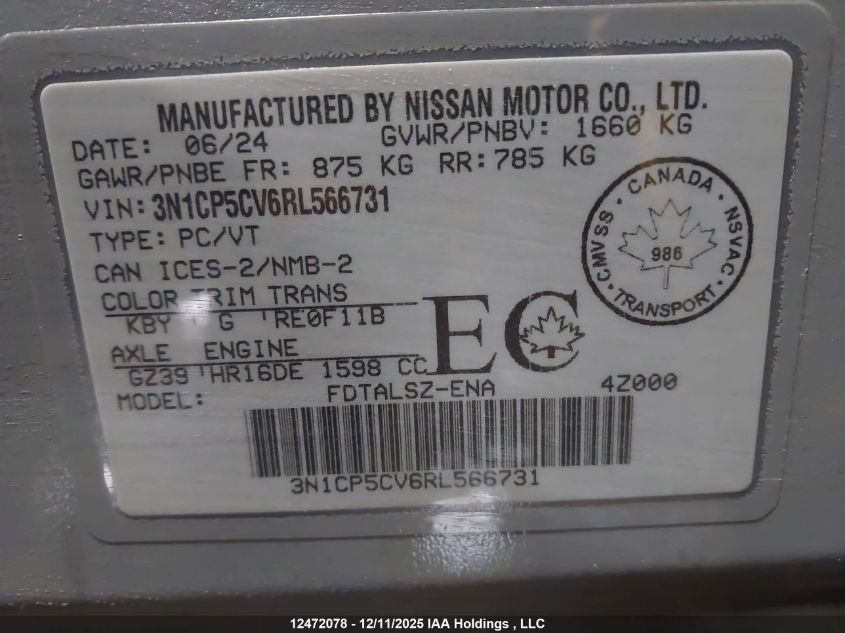 MANUFACTURED BY NISSAN MOTOR CO., LTD.
DATE: 06/24 GVWR/PNBV: 1660 KG
GAWR/PNBE FR: 875 KG RR: 785 KG
VIN: 3N1CP5CV6RL566731
TYPE: PC/VT
CAN ICES-2/NMB-2
COLOR TRIM TRANS
KBY G RE0F11B
AXLE ENGINE
GZ39 HR16DE 1598 CC
MODEL: FDTALSZ-ENA 4Z000
3N1CP5CV6RL566731
EC
CANADA
CMVSS NSVAC
986
TRANSPORT
12472078 - 12/11/2025 IAA Holdings , LLC